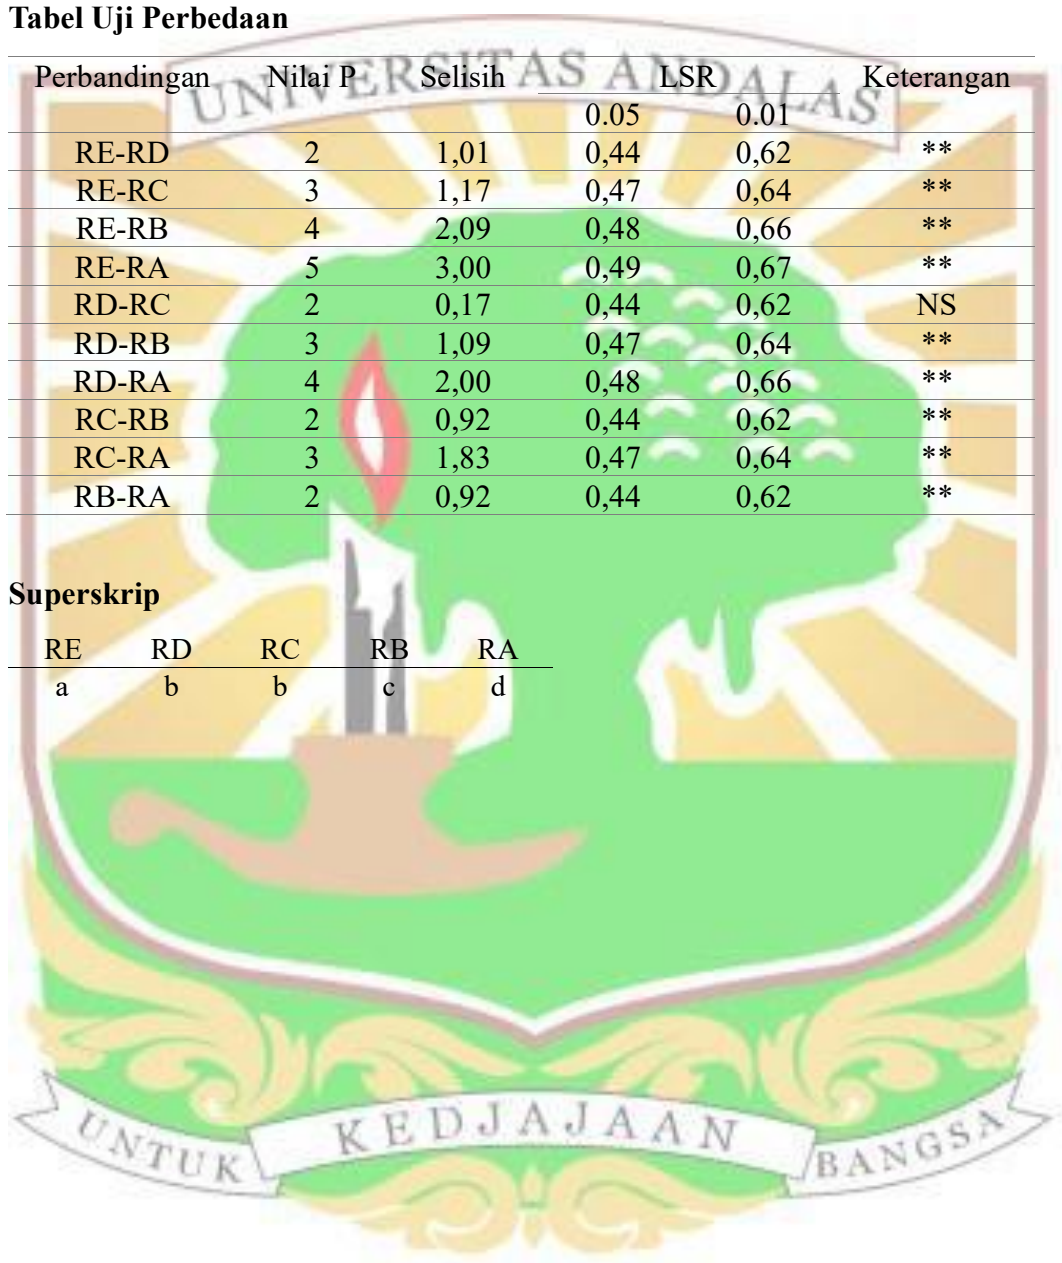 Tabel Uji Perbedaan
UNIVERSITAS ANDALAS
Perbandingan Nilai P Selisih LSR Keterangan
0.05 0.01
RE-RD 2 1,01 0,44 0,62 **
RE-RC 3 1,17 0,47 0,64 **
RE-RB 4 2,09 0,48 0,66 **
RE-RA 5 3,00 0,49 0,67 **
RD-RC 2 0,17 0,44 0,62 NS
RD-RB 3 1,09 0,47 0,64 **
RD-RA 4 2,00 0,48 0,66 **
RC-RB 2 0,92 0,44 0,62 **
RC-RA 3 1,83 0,47 0,64 **
RB-RA 2 0,92 0,44 0,62 **
Superskrip
RE RD RC RB RA
a b b c d
UNTUK KEDJAJAAN BANGSA